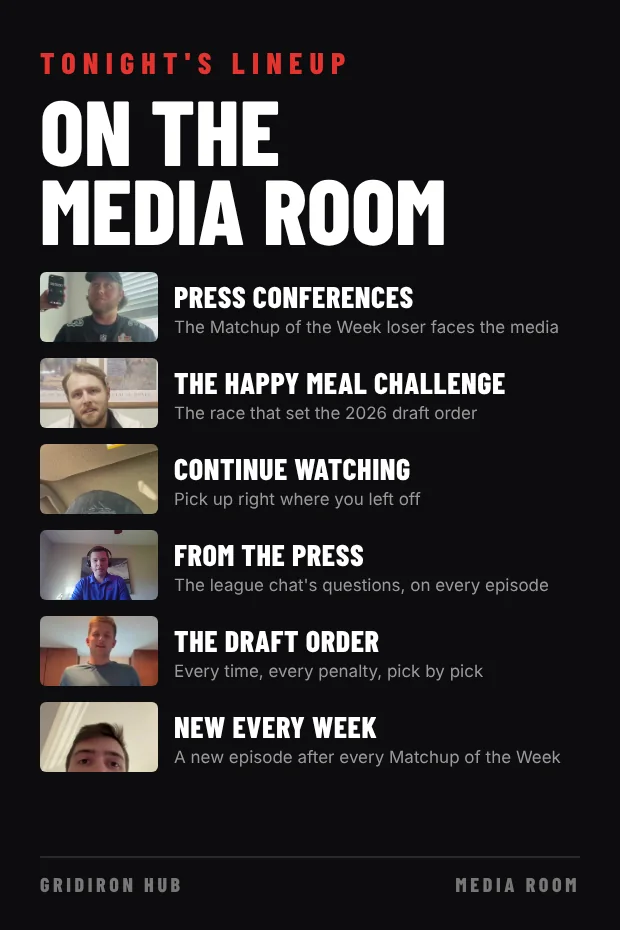 TONIGHT'S LINEUP
ON THE
MEDIA ROOM
PRESS CONFERENCES
The Matchup of the Week loser faces the media
THE HAPPY MEAL CHALLENGE
The race that set the 2026 draft order
CONTINUE WATCHING
Pick up right where you left off
FROM THE PRESS
The league chat's questions, on every episode
THE DRAFT ORDER
Every time, every penalty, pick by pick
NEW EVERY WEEK
A new episode after every Matchup of the Week
GRIDIRON HUB
MEDIA ROOM